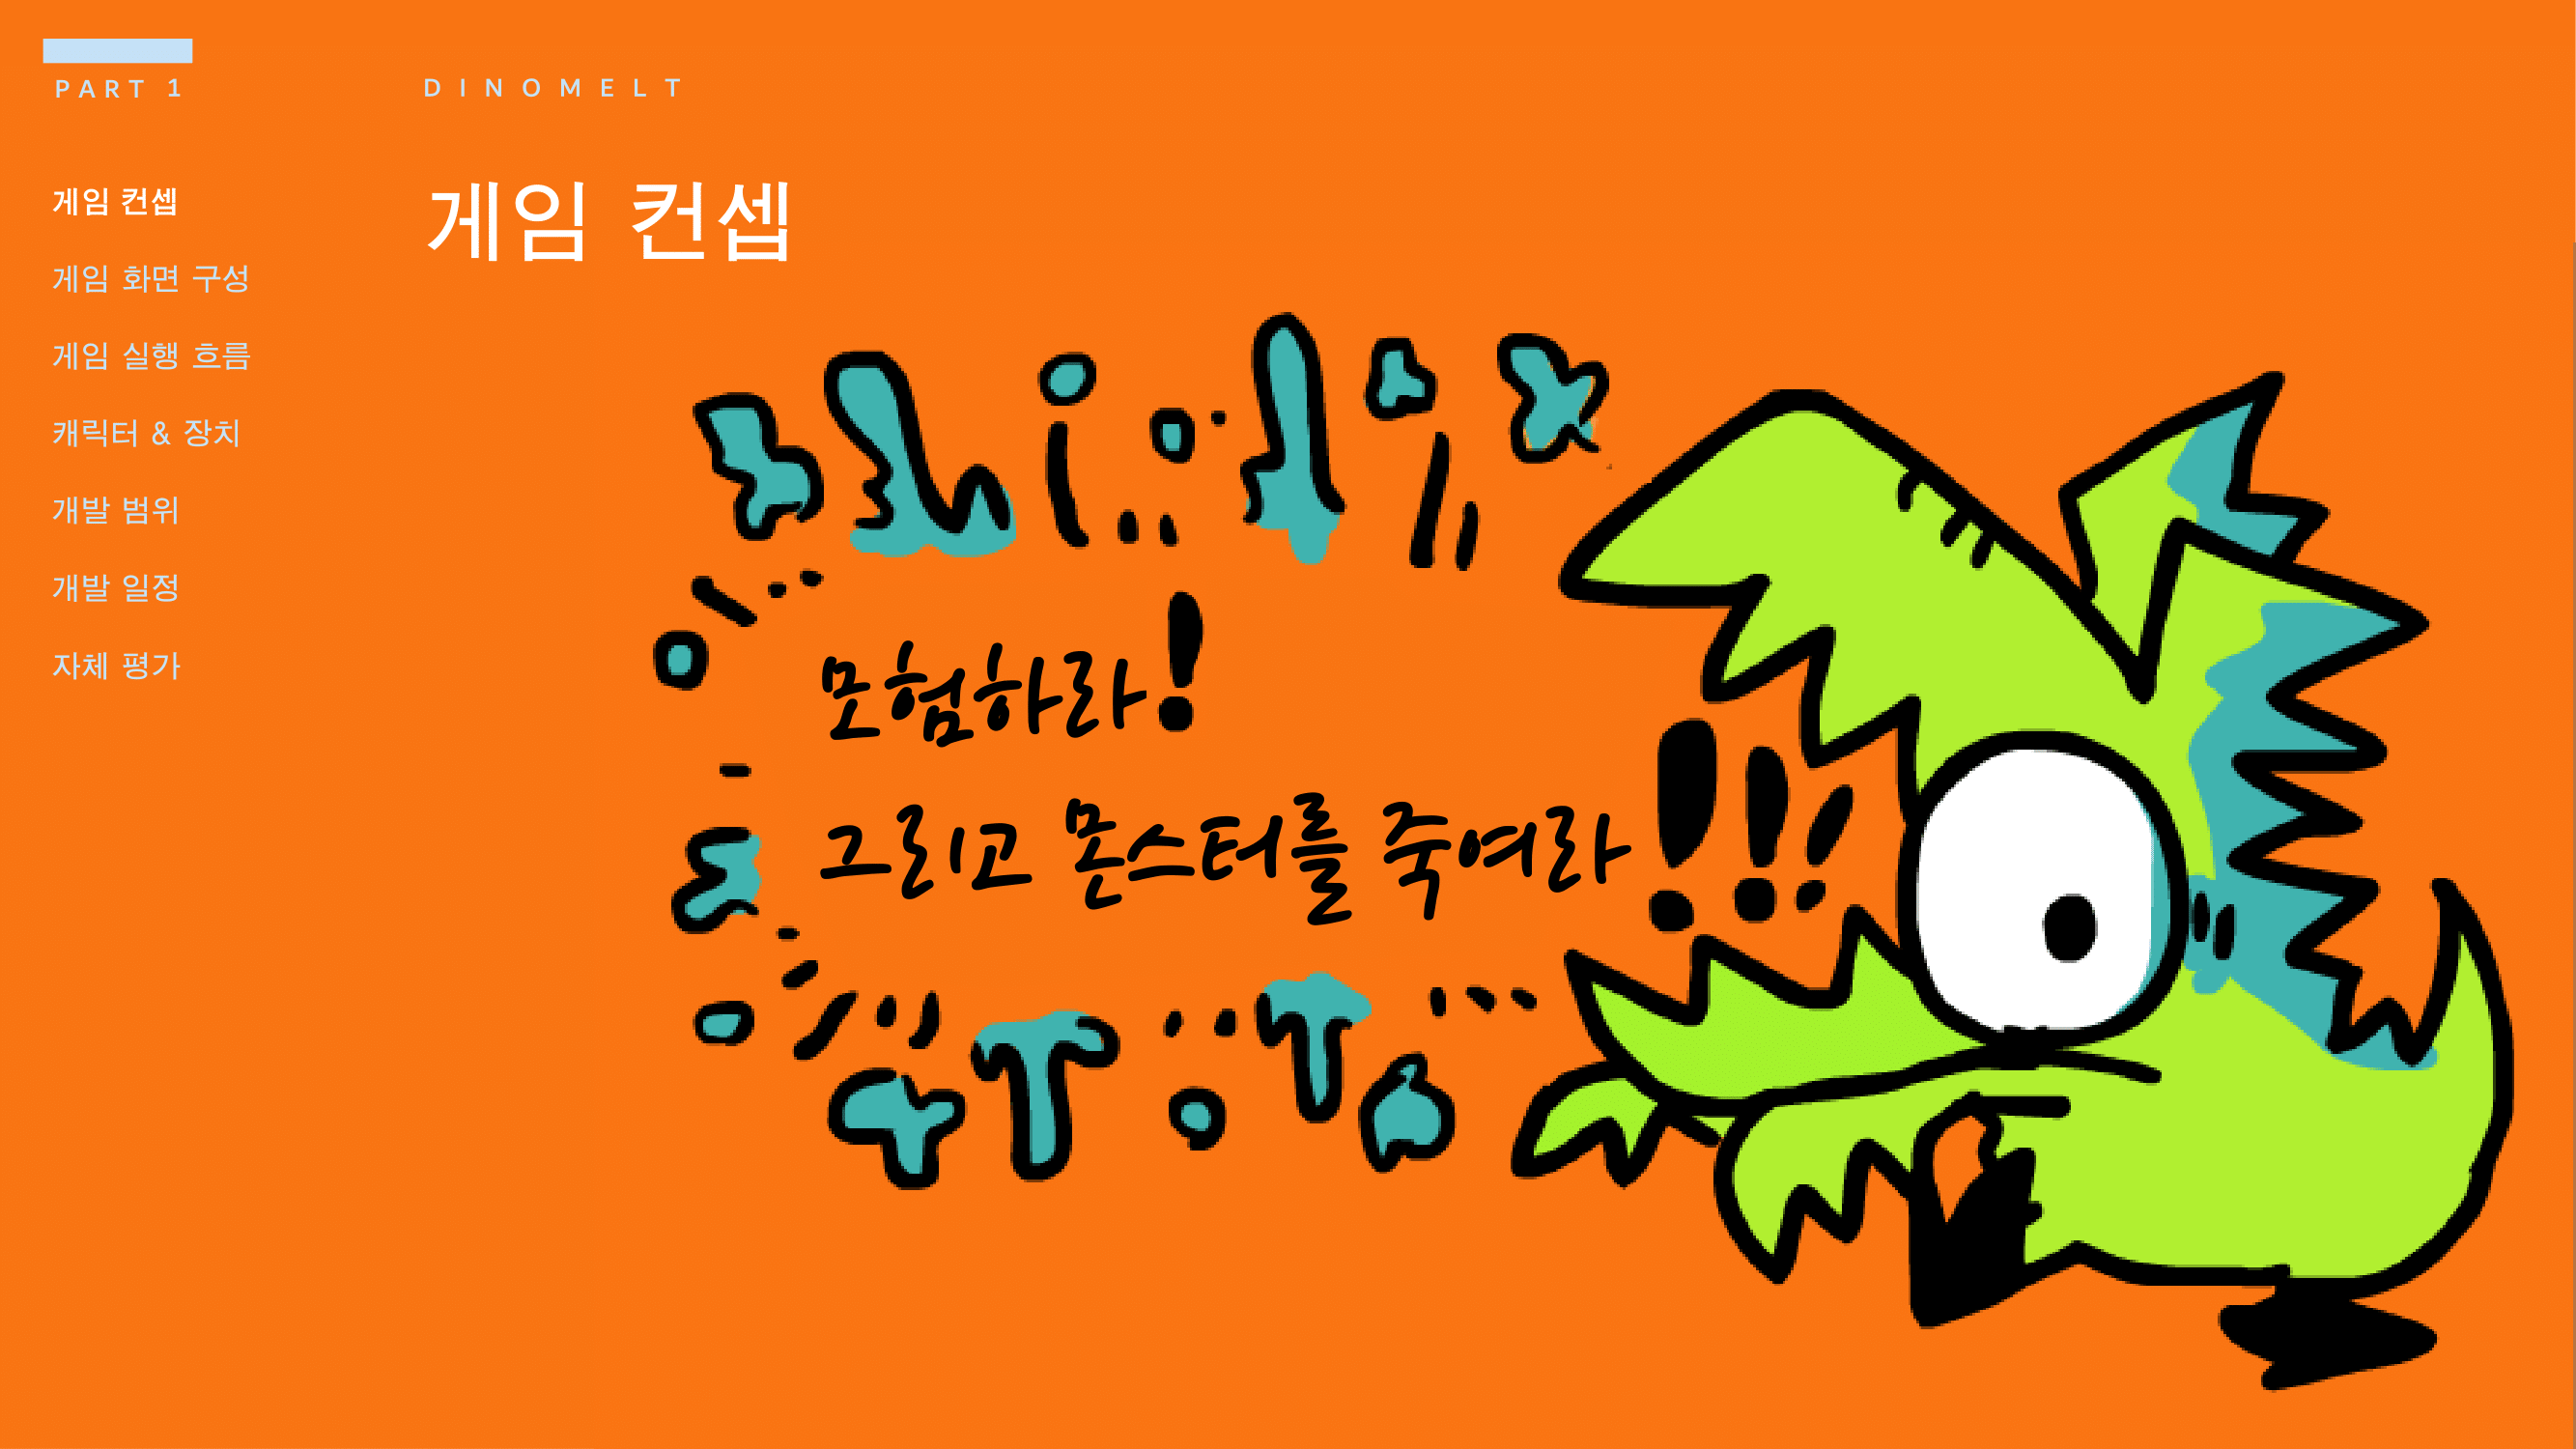 PART 1
DINOMELT
게임 컨셉
게임 화면 구성
게임 실행 흐름
캐릭터 & 장치
개발 범위
개발 일정
자체 평가
게임 컨셉
모험하라!
그리고 몬스터를 죽여라!!!